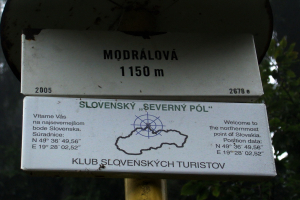 MODRÁLOVÁ
1150 m
2005
2679 e
SLOVENSKÝ „SEVERNÝ PÓL"
Vítame Vás
na najsevernejšom
bode Slovenska,
Súradnice:
N 49° 36' 49,56"
E 19° 28' 02,52"
Welcome to
the northernmost
point of Slovakia,
Position data:
N 49° 36' 49,56"
E 19° 28' 02,52"
KLUB SLOVENSKÝCH TURISTOV